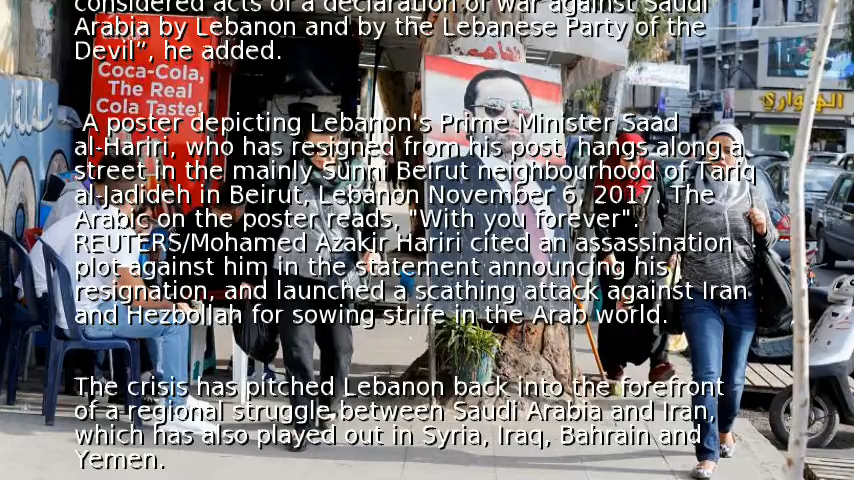 considered acts of a declaration of war against Saudi
Arabia by Lebanon and by the Lebanese Party of the
Devil”, he added.
Coca-Cola,
The Real
Cola Taste!
A poster depicting Lebanon's Prime Minister Saad
al-Hariri, who has resigned from his post, hangs along a
street in the mainly Sunni Beirut neighbourhood of Tariq
al-Jadideh in Beirut, Lebanon November 6, 2017. The
Arabic on the poster reads, "With you forever".
REUTERS/Mohamed Azakir Hariri cited an assassination
plot against him in the statement announcing his
resignation, and launched a scathing attack against Iran
and Hezbollah for sowing strife in the Arab world.
The crisis has pitched Lebanon back into the forefront
of a regional struggle between Saudi Arabia and Iran,
which has also played out in Syria, Iraq, Bahrain and
Yemen.
الهواري